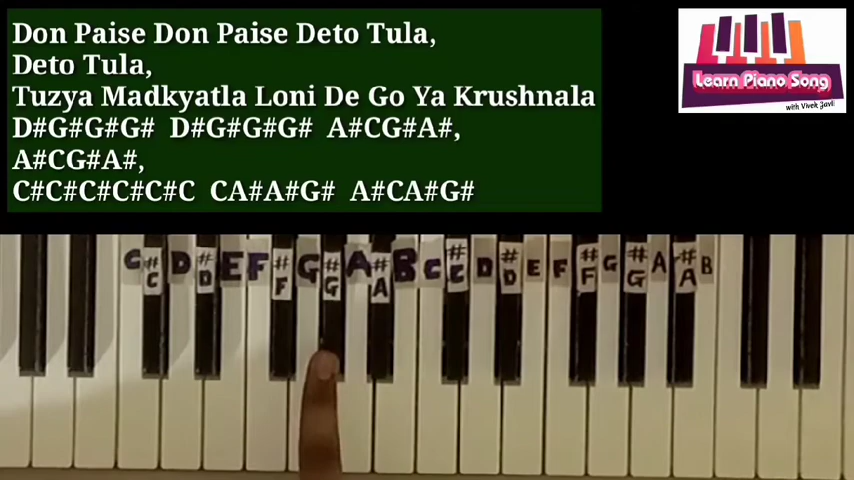 Don Paise Don Paise Deto Tula,
Deto Tula,
Tuzya Madkyatla Loni De Go Ya Krushnala
D#G#G#G# D#G#G#G# A#CG#A#,
A#CG#A#,
C#C#C#C#C#C CA#A#G# A#CA#G#
Learn Piano Song
with Vivek Javli
C #C D #D E F #F G #G A #A B C #C D #D E F #F G #G A #A B